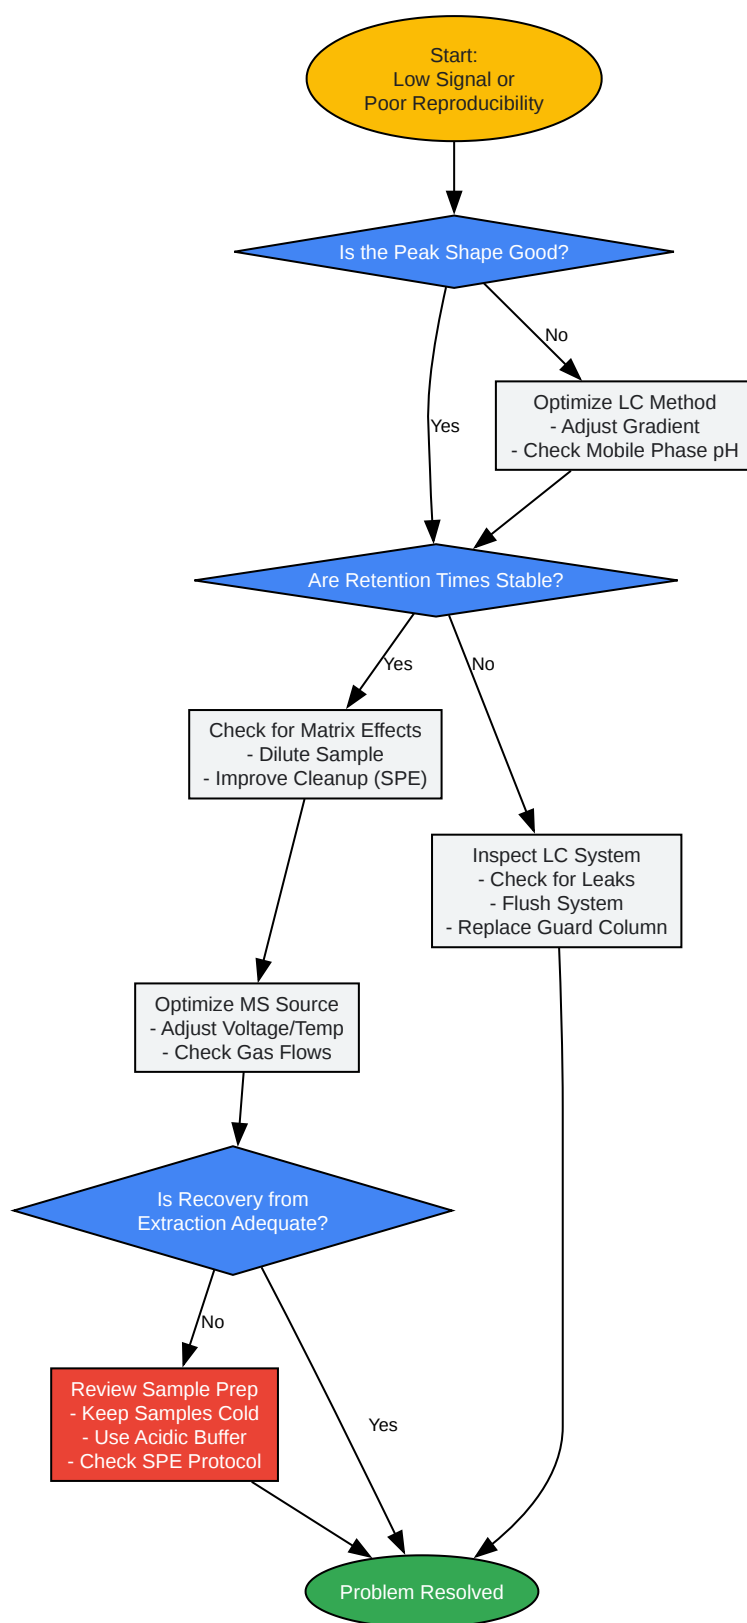 Start:
Low Signal or
Poor Reproducibility
Is the Peak Shape Good?
No
Optimize LC Method
- Adjust Gradient
- Check Mobile Phase pH
Yes
Are Retention Times Stable?
Yes
No
Check for Matrix Effects
- Dilute Sample
- Improve Cleanup (SPE)
Inspect LC System
- Check for Leaks
- Flush System
- Replace Guard Column
Optimize MS Source
- Adjust Voltage/Temp
- Check Gas Flows
Is Recovery from
Extraction Adequate?
No
Review Sample Prep
- Keep Samples Cold
- Use Acidic Buffer
- Check SPE Protocol
Yes
Problem Resolved